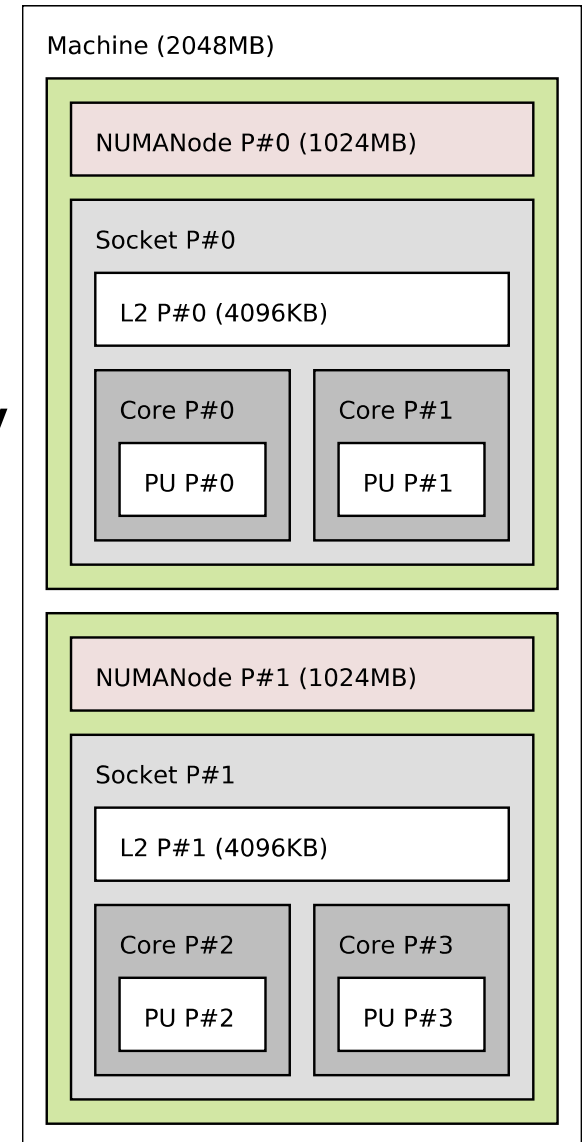 Machine (2048MB)
NUMANode P#0 (1024MB)
Socket P#0
L2 P#0 (4096KB)
Core P#0 Core P#1
PU P#0 PU P#1
NUMANode P#1 (1024MB)
Socket P#1
L2 P#1 (4096KB)
Core P#2 Core P#3
PU P#2 PU P#3